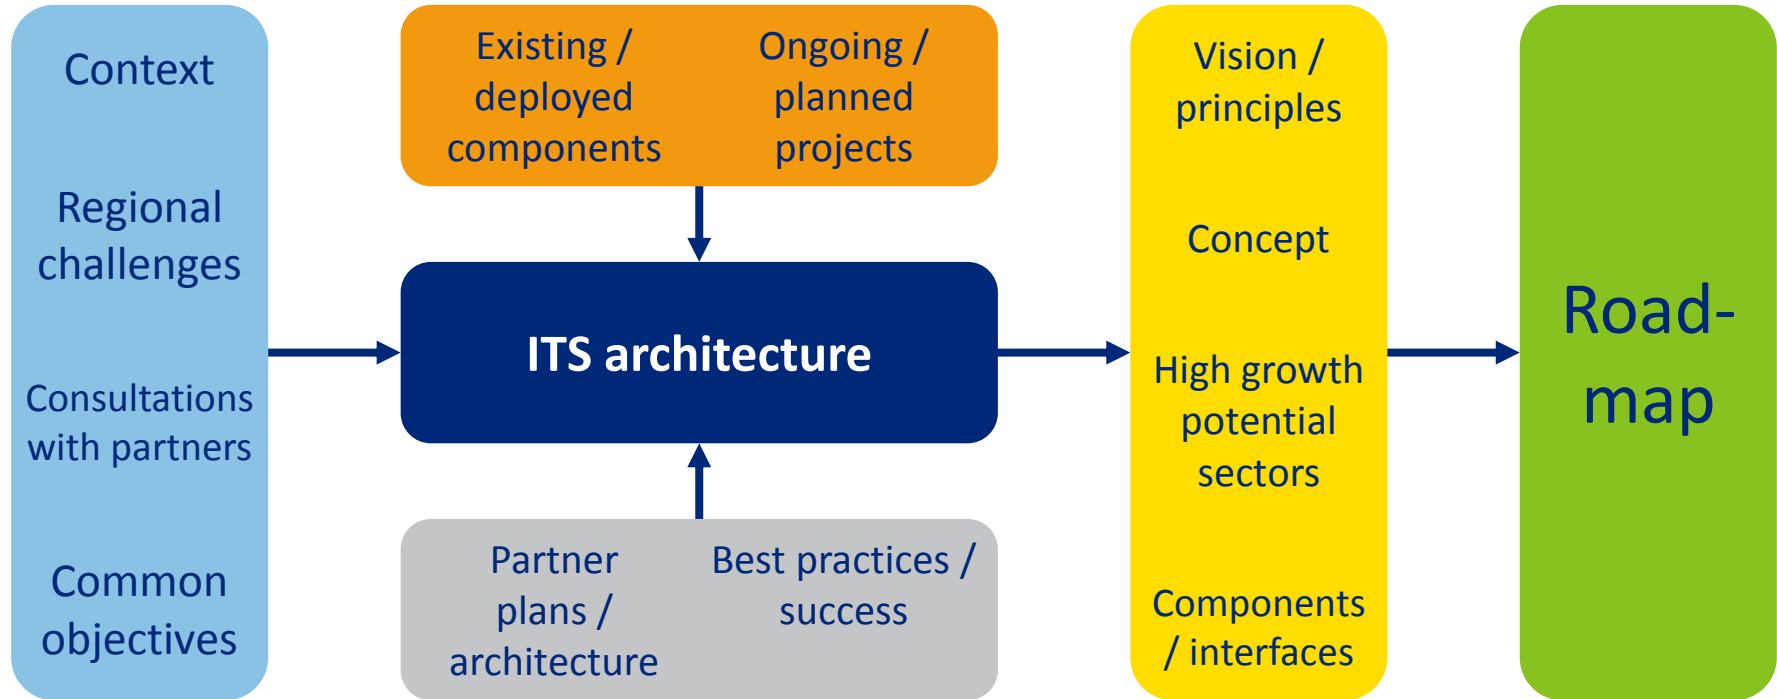 Context
Regional
challenges
Consultations
with partners
Common
objectives
Existing /
deployed
components
Ongoing /
planned
projects
ITS architecture
Partner
plans /
architecture
Best practices /
success
Vision /
principles
Concept
High growth
potential
sectors
Components
/ interfaces
Road-
map